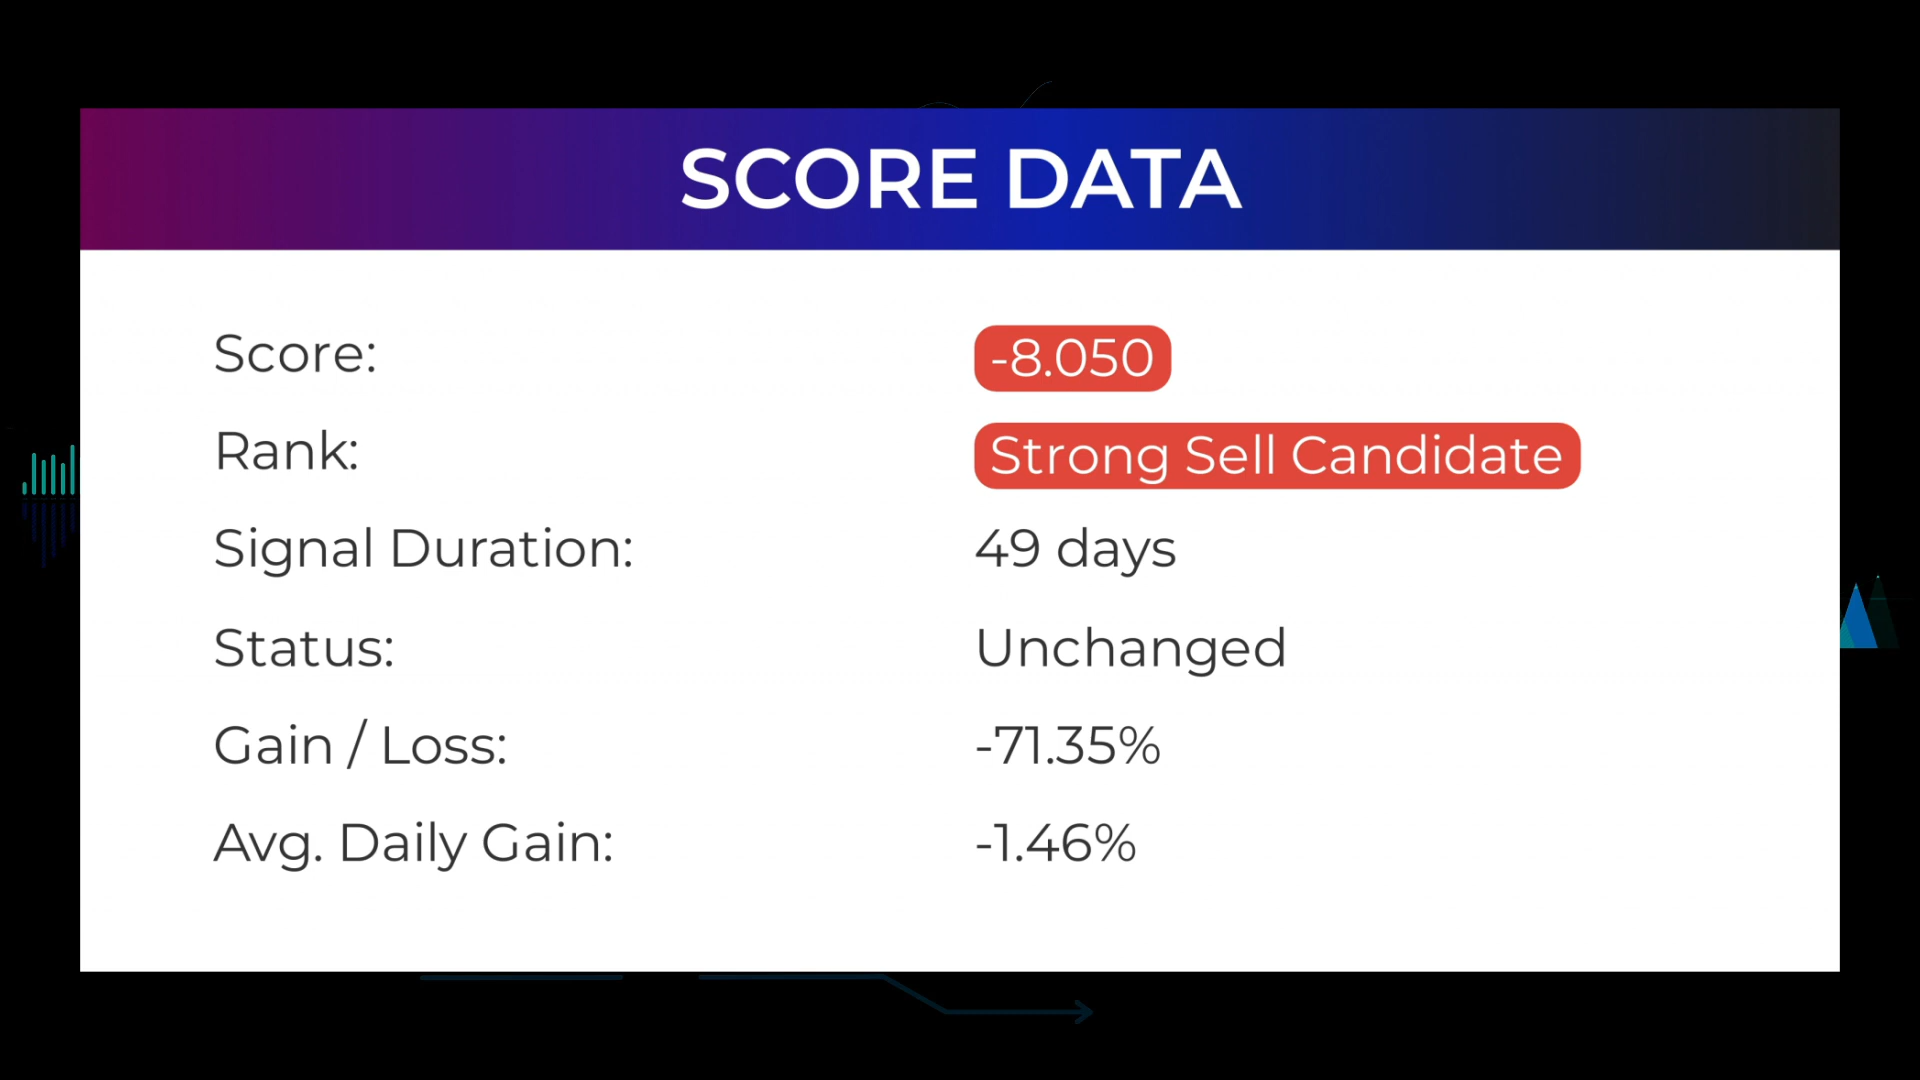 SCORE DATA
Score: -8.050
Rank: Strong Sell Candidate
Signal Duration: 49 days
Status: Unchanged
Gain / Loss: -71.35%
Avg. Daily Gain: -1.46%